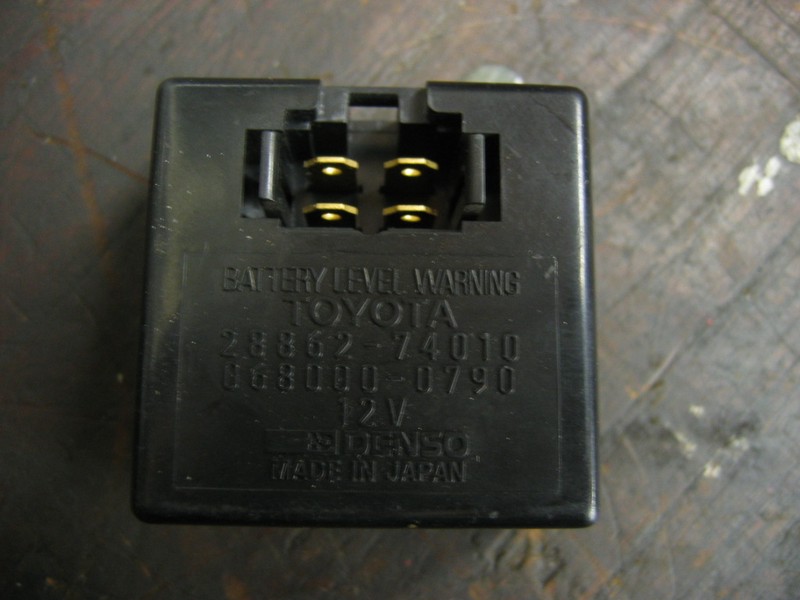 BATTERY LEVEL WARNING
TOYOTA
28862-74010
068000-0790
12V
DENSO
MADE IN JAPAN